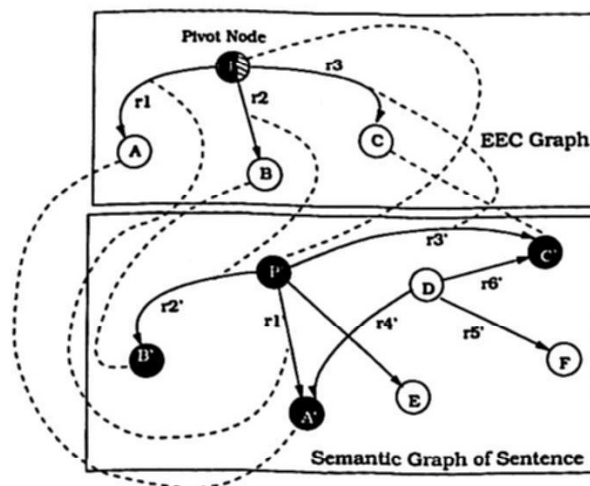 Pivot Node
r1
r2
r3
A
B
C
EEC Graph
P'
r3'
C'
r2'
D
r6'
r1'
r4'
r5'
B'
F
E
A'
Semantic Graph of Sentence